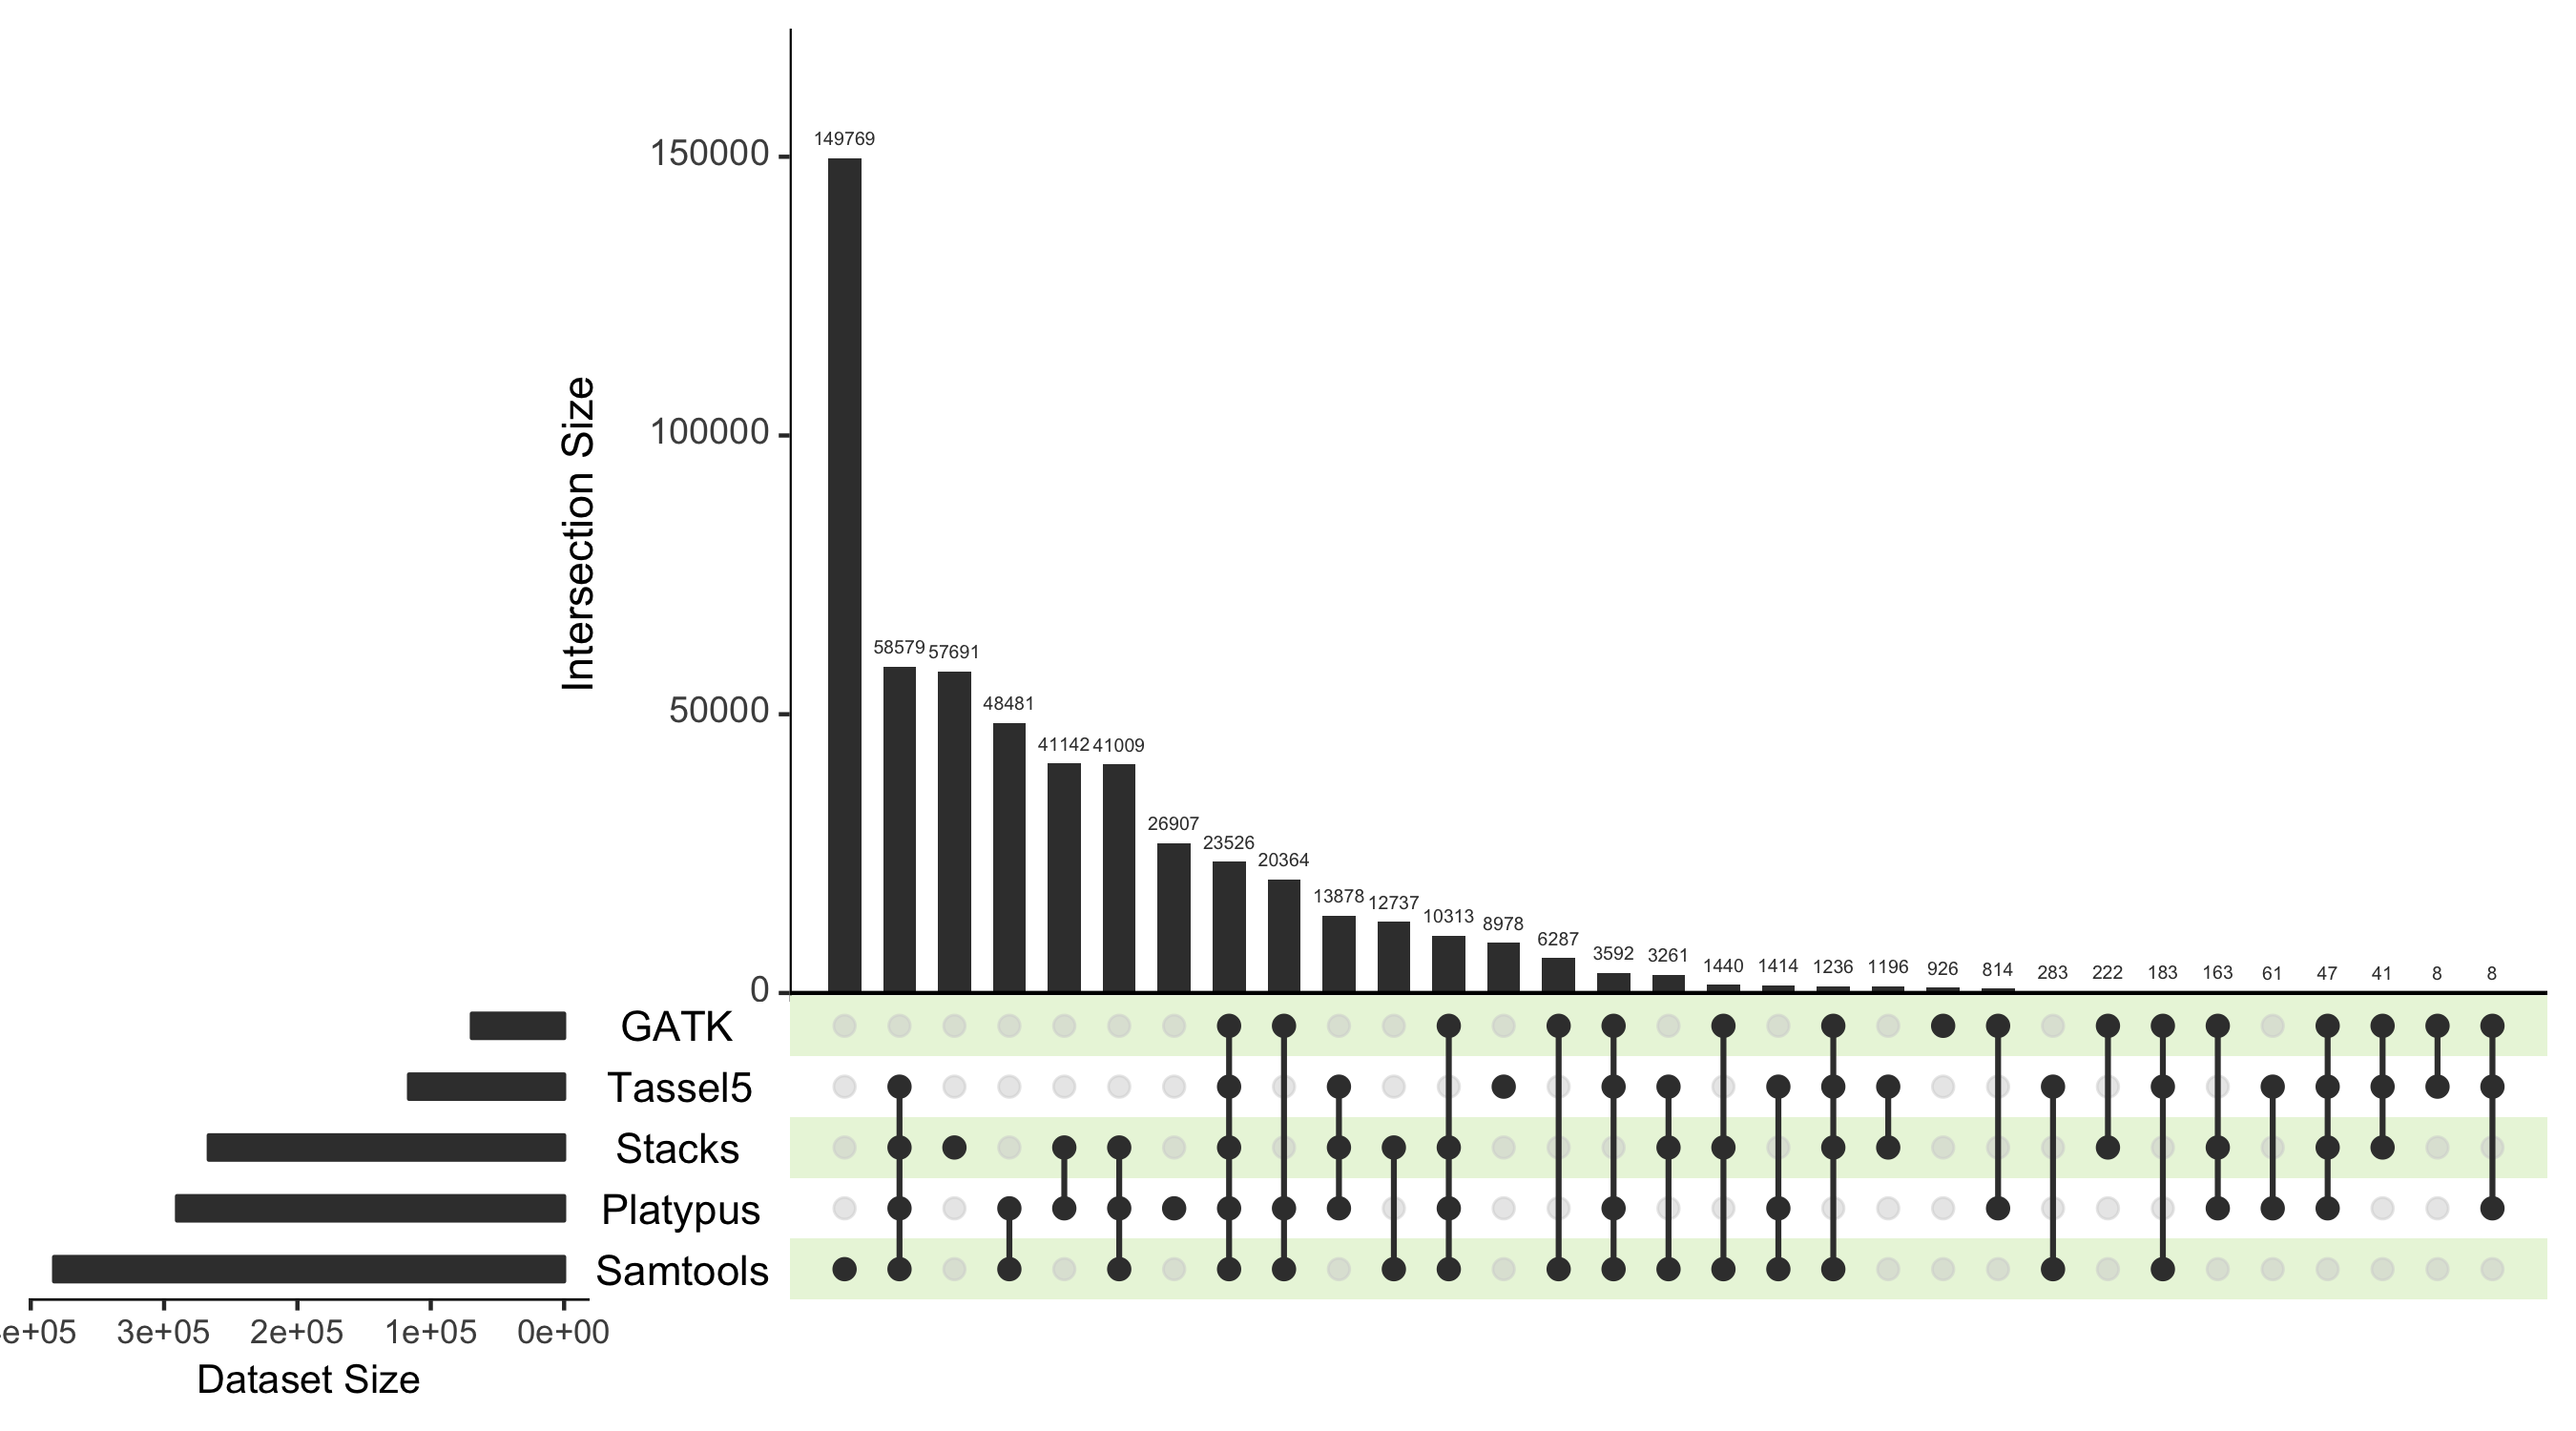 149769
150000
100000
50000
0
Intersection Size
58579 57691
48481
41142 41009
26907
23526
20364
13878 12737
10313 8978
6287
3592 3261
1440 1414 1236 1196 926 814 283 222 183 163 61 47 41 8 8
GATK
Tassel5
Stacks
Platypus
Samtools
e+05 3e+05 2e+05 1e+05 0e+00
Dataset Size